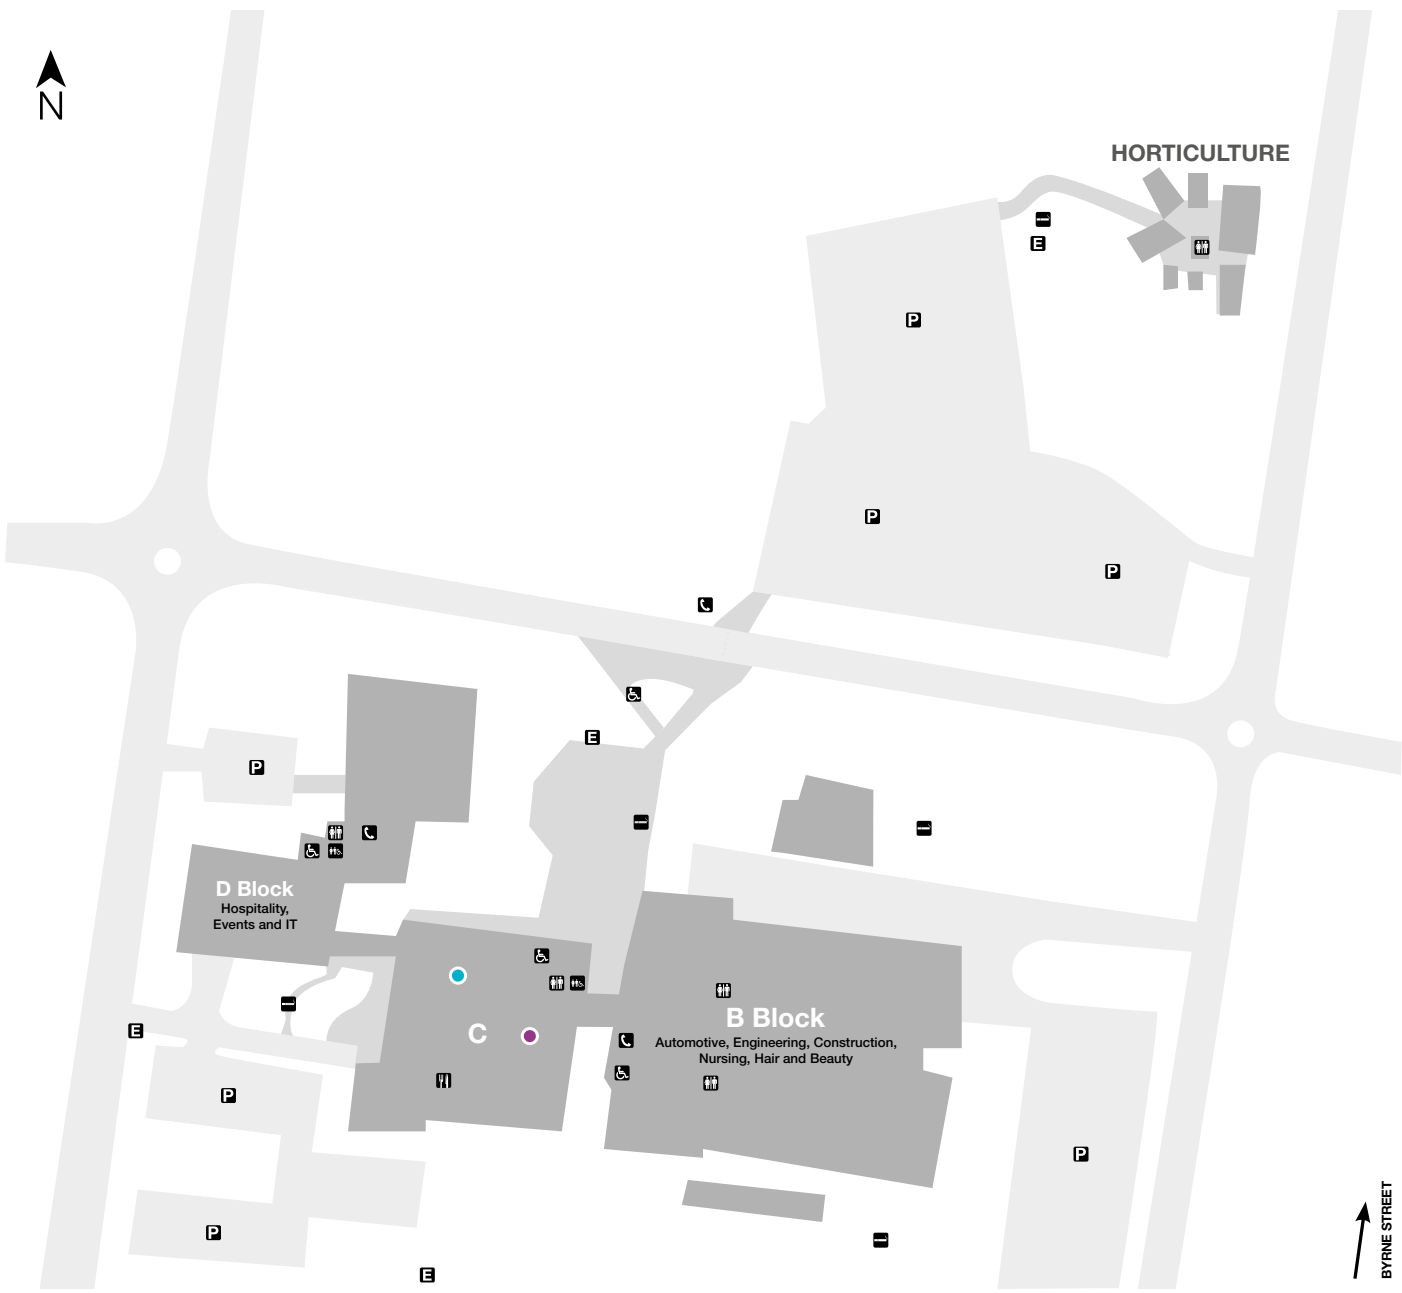 N
HORTICULTURE
E
P
P
P
E
P
D Block
Hospitality,
Events and IT
C
B Block
Automotive, Engineering, Construction,
Nursing, Hair and Beauty
E
P
P
P
E
BYRNE STREET